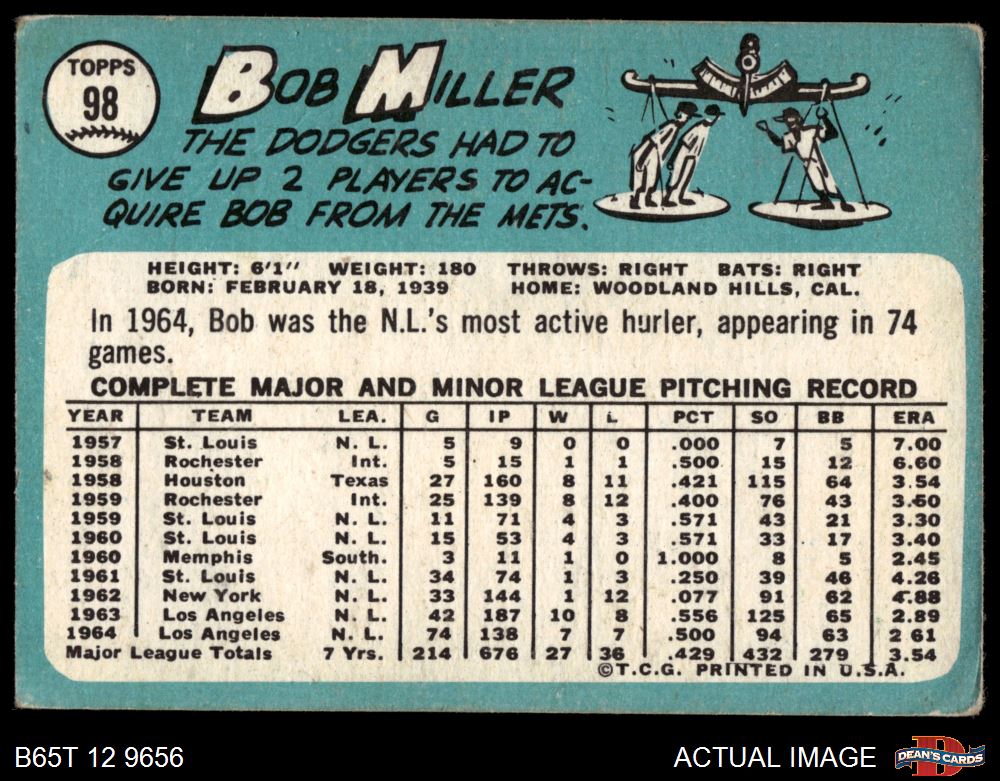 TOPPS
98
BOB MILLER
THE DODGERS HAD TO
GIVE UP 2 PLAYERS TO AC-
QUIRE BOB FROM THE METS.
HEIGHT: 6'1" WEIGHT: 180 THROWS: RIGHT BATS: RIGHT
BORN: FEBRUARY 18, 1939 HOME: WOODLAND HILLS, CAL.
In 1964, Bob was the N.L.'s most active hurler, appearing in 74
games.
COMPLETE MAJOR AND MINOR LEAGUE PITCHING RECORD
YEAR TEAM LEA. G IP W L PCT SO BB ERA
1957 St. Louis N. L. 5 9 0 0 .000 7 5 7.00
1958 Rochester Int. 5 15 1 1 .500 15 12 6.60
1958 Houston Texas 27 160 8 11 .421 115 64 3.54
1959 Rochester Int. 25 139 8 12 .400 76 43 3.50
1959 St. Louis N. L. 11 71 4 3 .571 43 21 3.30
1960 St. Louis N. L. 15 53 4 3 .571 33 17 3.40
1960 Memphis South. 3 11 1 0 1.000 8 5 2.45
1961 St. Louis N. L. 34 74 1 3 .250 39 46 4.26
1962 New York N. L. 33 144 1 12 .077 91 62 4.88
1963 Los Angeles N. L. 42 187 10 8 .556 125 65 2.89
1964 Los Angeles N. L. 74 138 7 7 .500 94 63 2 61
Major League Totals 7 Yrs. 214 676 27 36 .429 432 279 3.54
©T.C.G. PRINTED IN U.S.A.
B65T 12 9656 ACTUAL IMAGE DEAN'S CARDS